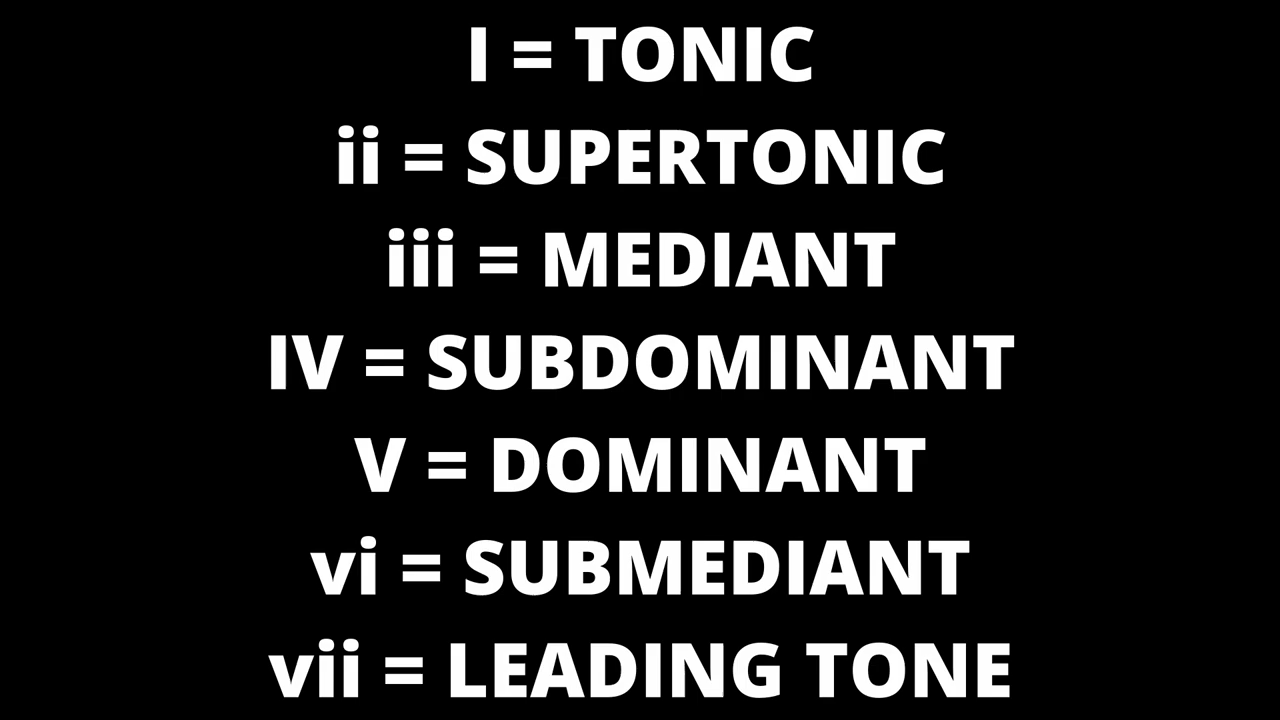 I = TONIC
ii = SUPERTONIC
iii = MEDIANT
IV = SUBDOMINANT
V = DOMINANT
vi = SUBMEDIANT
vii = LEADING TONE